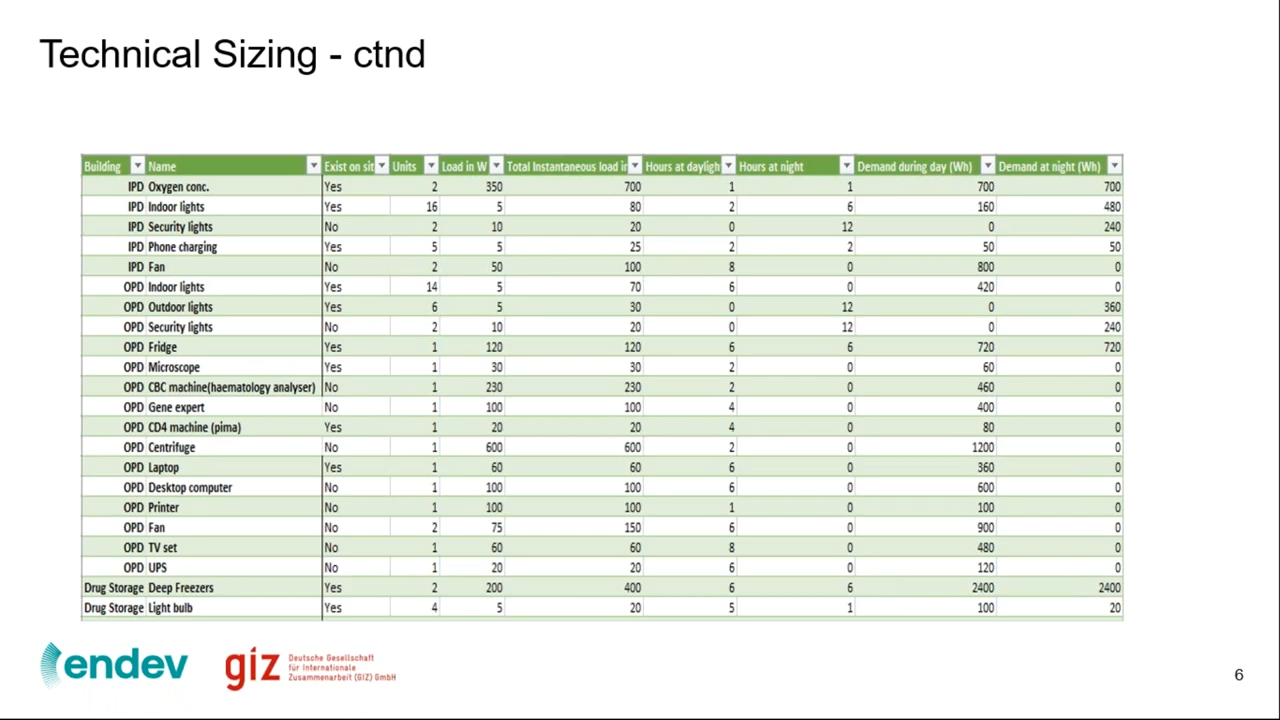 Technical Sizing - ctnd
Building Name Exist on sit Units Load in W Total Instantaneous load in Hours at dayligh Hours at night Demand during day (Wh) Demand at night (Wh)
IPD Oxygen conc. Yes 2 350 700 1 1 700 700
IPD Indoor lights Yes 16 5 80 2 6 160 480
IPD Security lights No 2 10 20 0 12 0 240
IPD Phone charging Yes 5 5 25 2 2 50 50
IPD Fan No 2 50 100 8 0 800 0
OPD Indoor lights Yes 14 5 70 6 0 420 0
OPD Outdoor lights Yes 6 5 30 0 12 0 360
OPD Security lights No 2 10 20 0 12 0 240
OPD Fridge Yes 1 120 120 6 6 720 720
OPD Microscope Yes 1 30 30 2 0 60 0
OPD CBC machine(haematology analyser) No 1 230 230 2 0 460 0
OPD Gene expert No 1 100 100 4 0 400 0
OPD CD4 machine (pima) Yes 1 20 20 4 0 80 0
OPD Centrifuge No 1 600 600 2 0 1200 0
OPD Laptop Yes 1 60 60 6 0 360 0
OPD Desktop computer No 1 100 100 6 0 600 0
OPD Printer No 1 100 100 1 0 100 0
OPD Fan No 2 75 150 6 0 900 0
OPD TV set No 1 60 60 8 0 480 0
OPD UPS No 1 20 20 6 0 120 0
Drug Storage Deep Freezers Yes 2 200 400 6 6 2400 2400
Drug Storage Light bulb Yes 4 5 20 5 1 100 20
endev
giz
Deutsche Gesellschaft
für Internationale
Zusammenarbeit (GIZ) GmbH
6